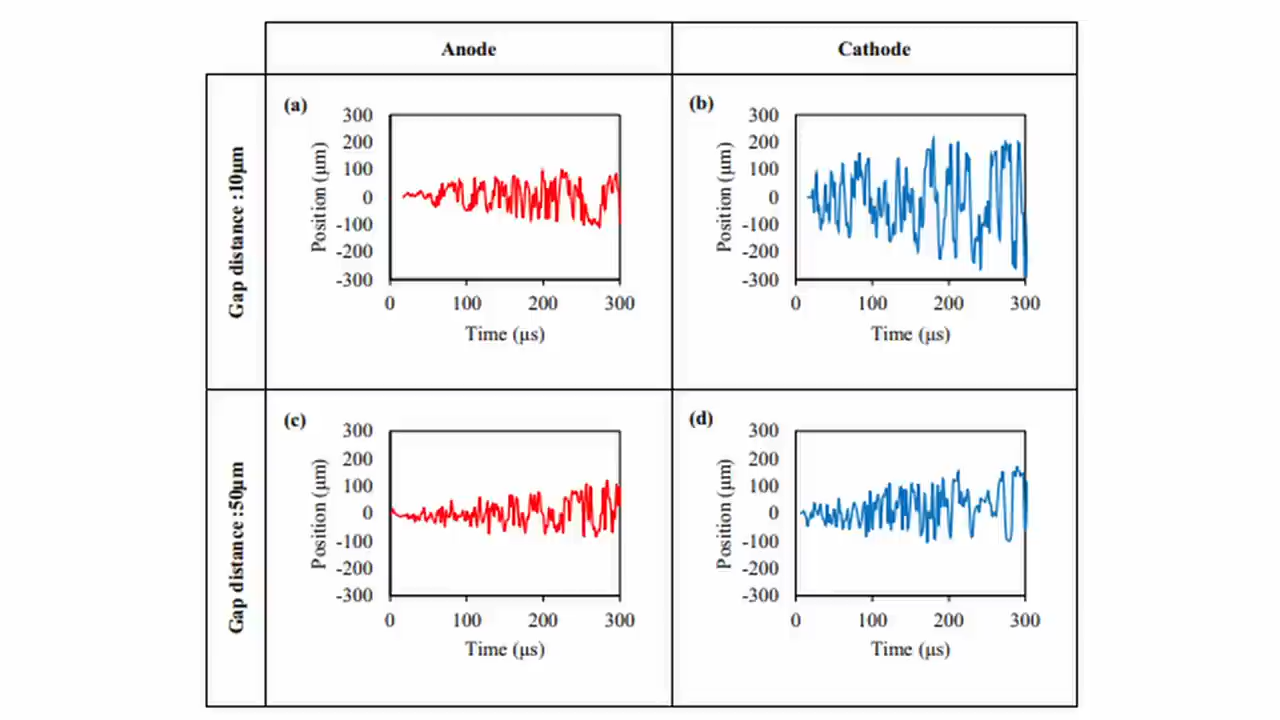 Anode
Cathode
Gap distance :10µm
(a)
300
200
100
0
-100
-200
-300
Position (µm)
0 100 200 300
Time (µs)
(b)
300
200
100
0
-100
-200
-300
Position (µm)
0 100 200 300
Time (µs)
Gap distance :50µm
(c)
300
200
100
0
-100
-200
-300
Position (µm)
0 100 200 300
Time (µs)
(d)
300
200
100
0
-100
-200
-300
Position (µm)
0 100 200 300
Time (µs)